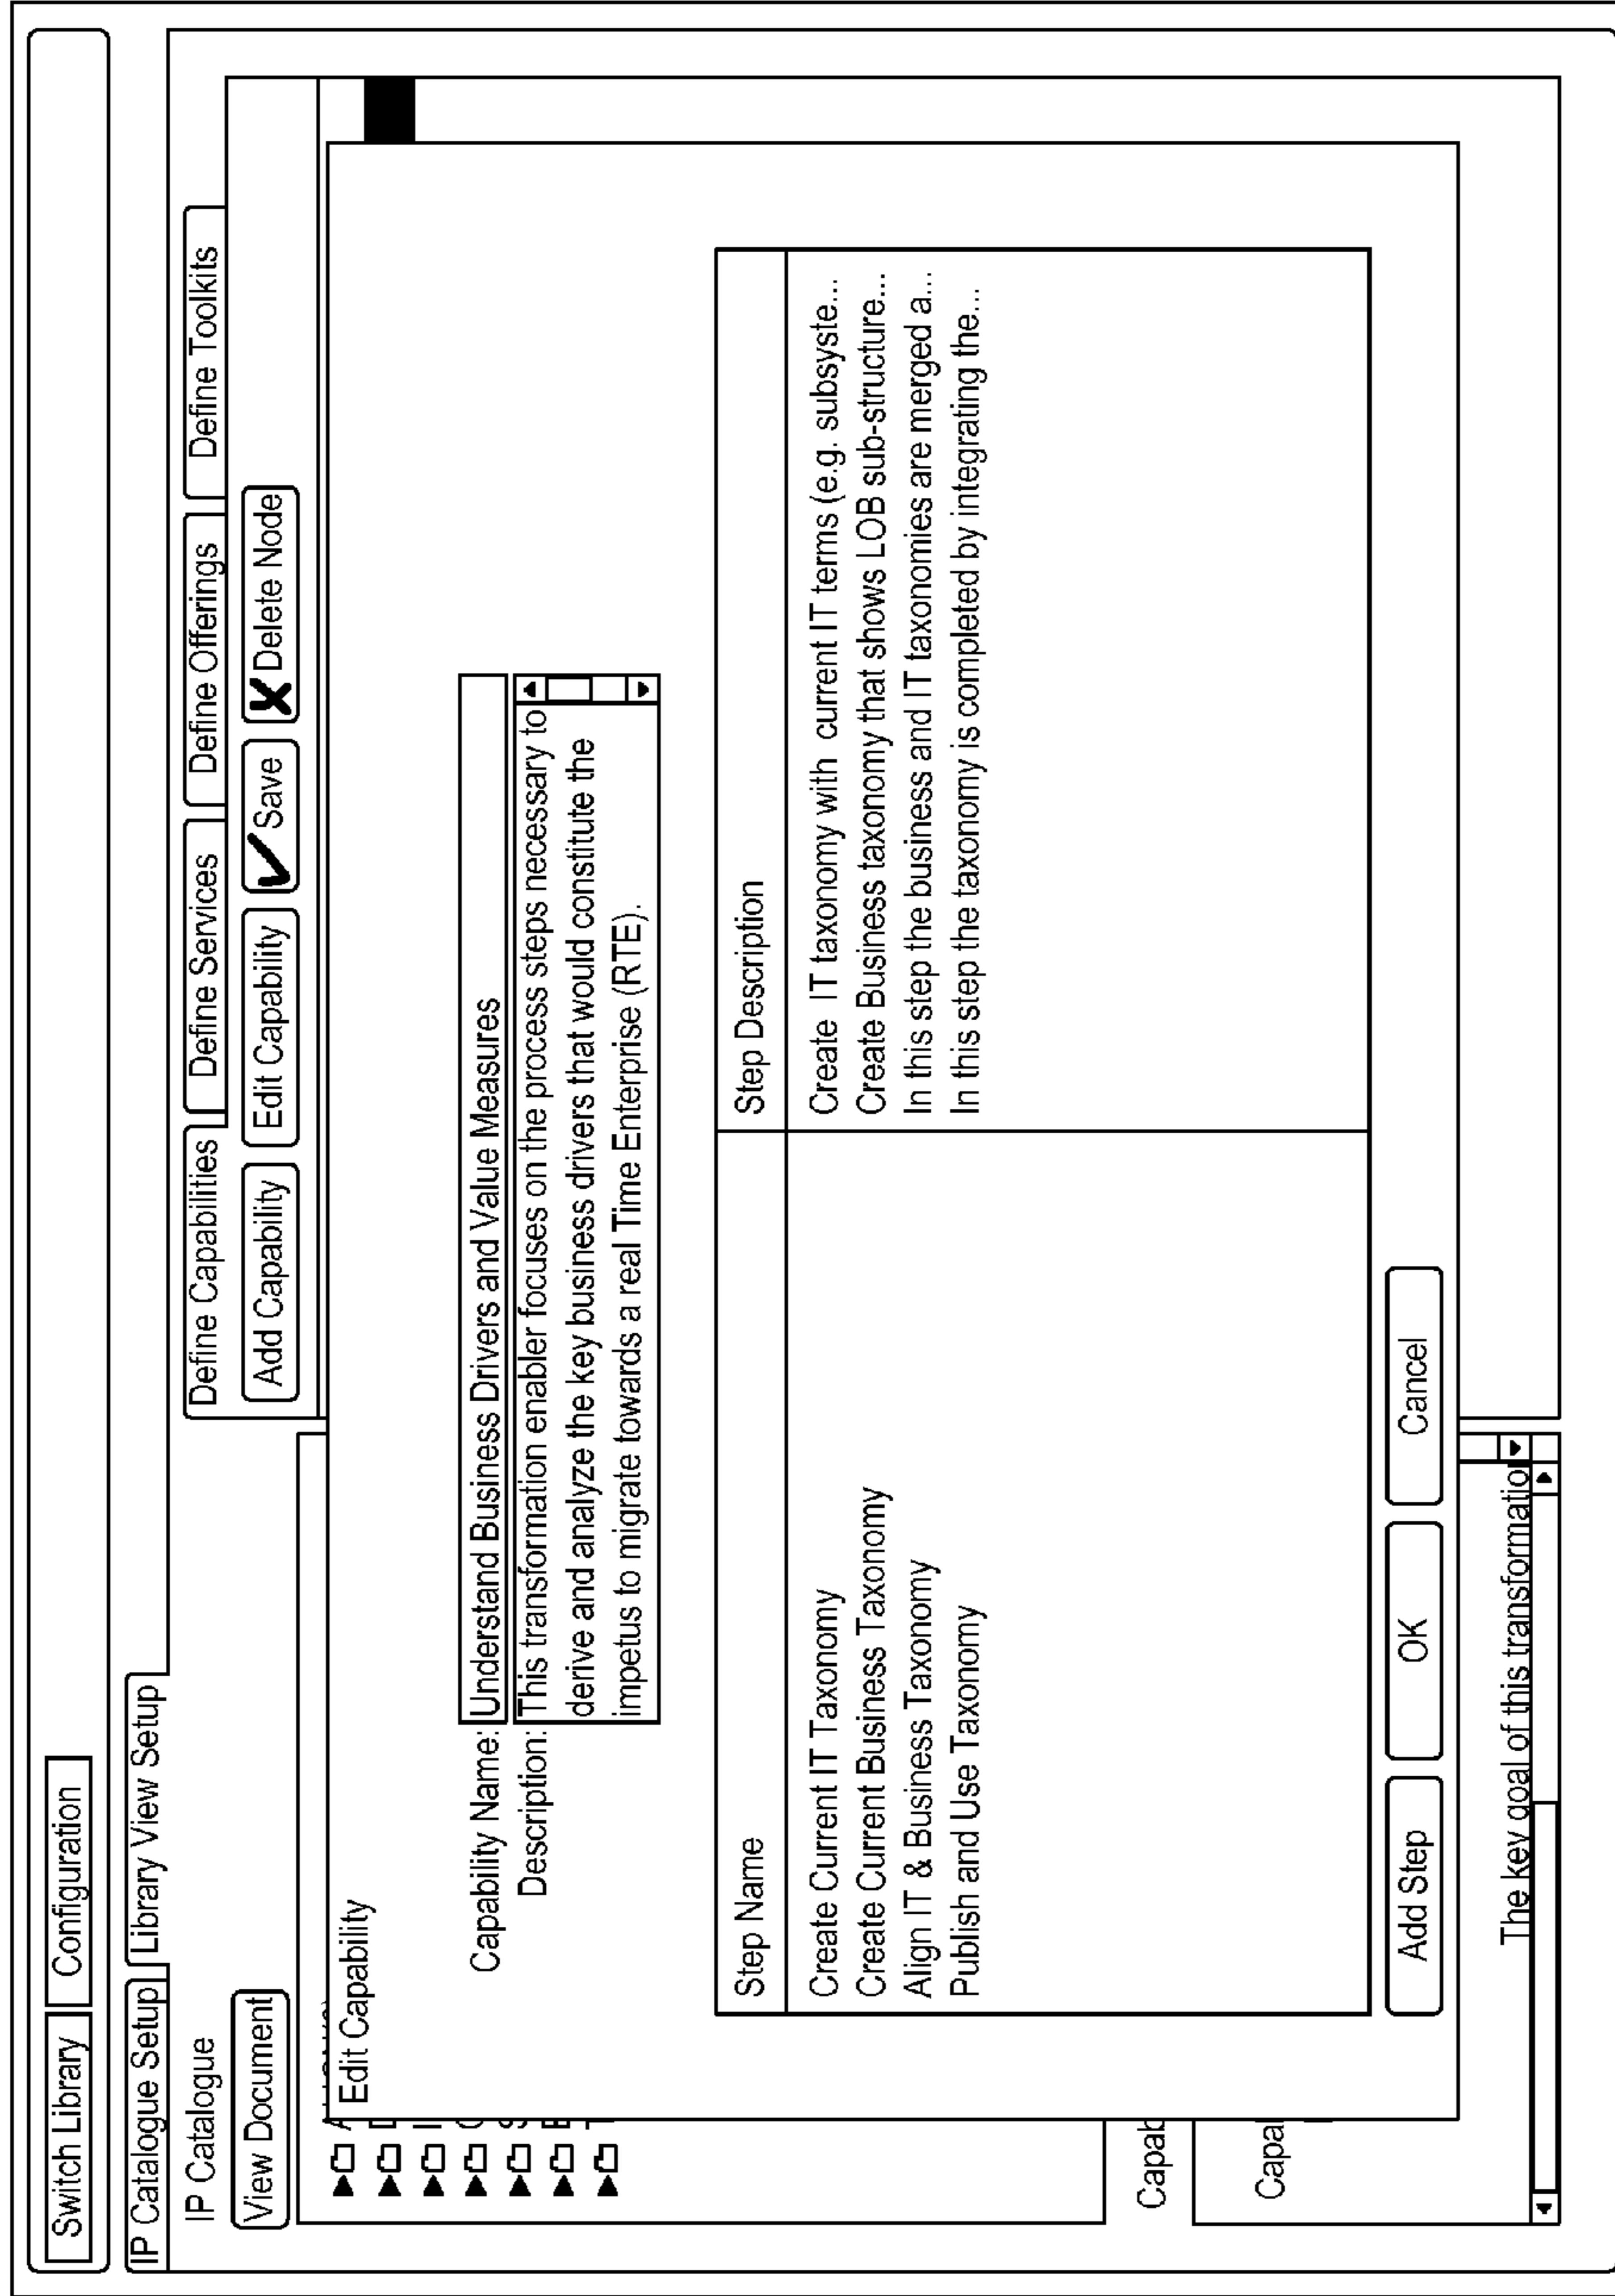 Switch Library Configuration
IP Catalogue Setup Library View Setup
IP Catalogue
View Document
Define Capabilities Define Services Define Offerings Define Toolkits
Add Capability Edit Capability Save Delete Node
Edit Capability
Capability Name: Understand Business Drivers and Value Measures
Description: This transformation enabler focuses on the process steps necessary to
derive and analyze the key business drivers that would constitute the
impetus to migrate towards a real Time Enterprise (RTE).
Step Name Step Description
Create Current IT Taxonomy Create IT taxonomy with current IT terms (e.g. subsyste...
Create Current Business Taxonomy Create Business taxonomy that shows LOB sub-structure...
Align IT & Business Taxonomy In this step the business and IT taxonomies are merged a...
Publish and Use Taxonomy In this step the taxonomy is completed by integrating the...
Add Step OK Cancel
Capab
Capa
The key goal of this transformatio